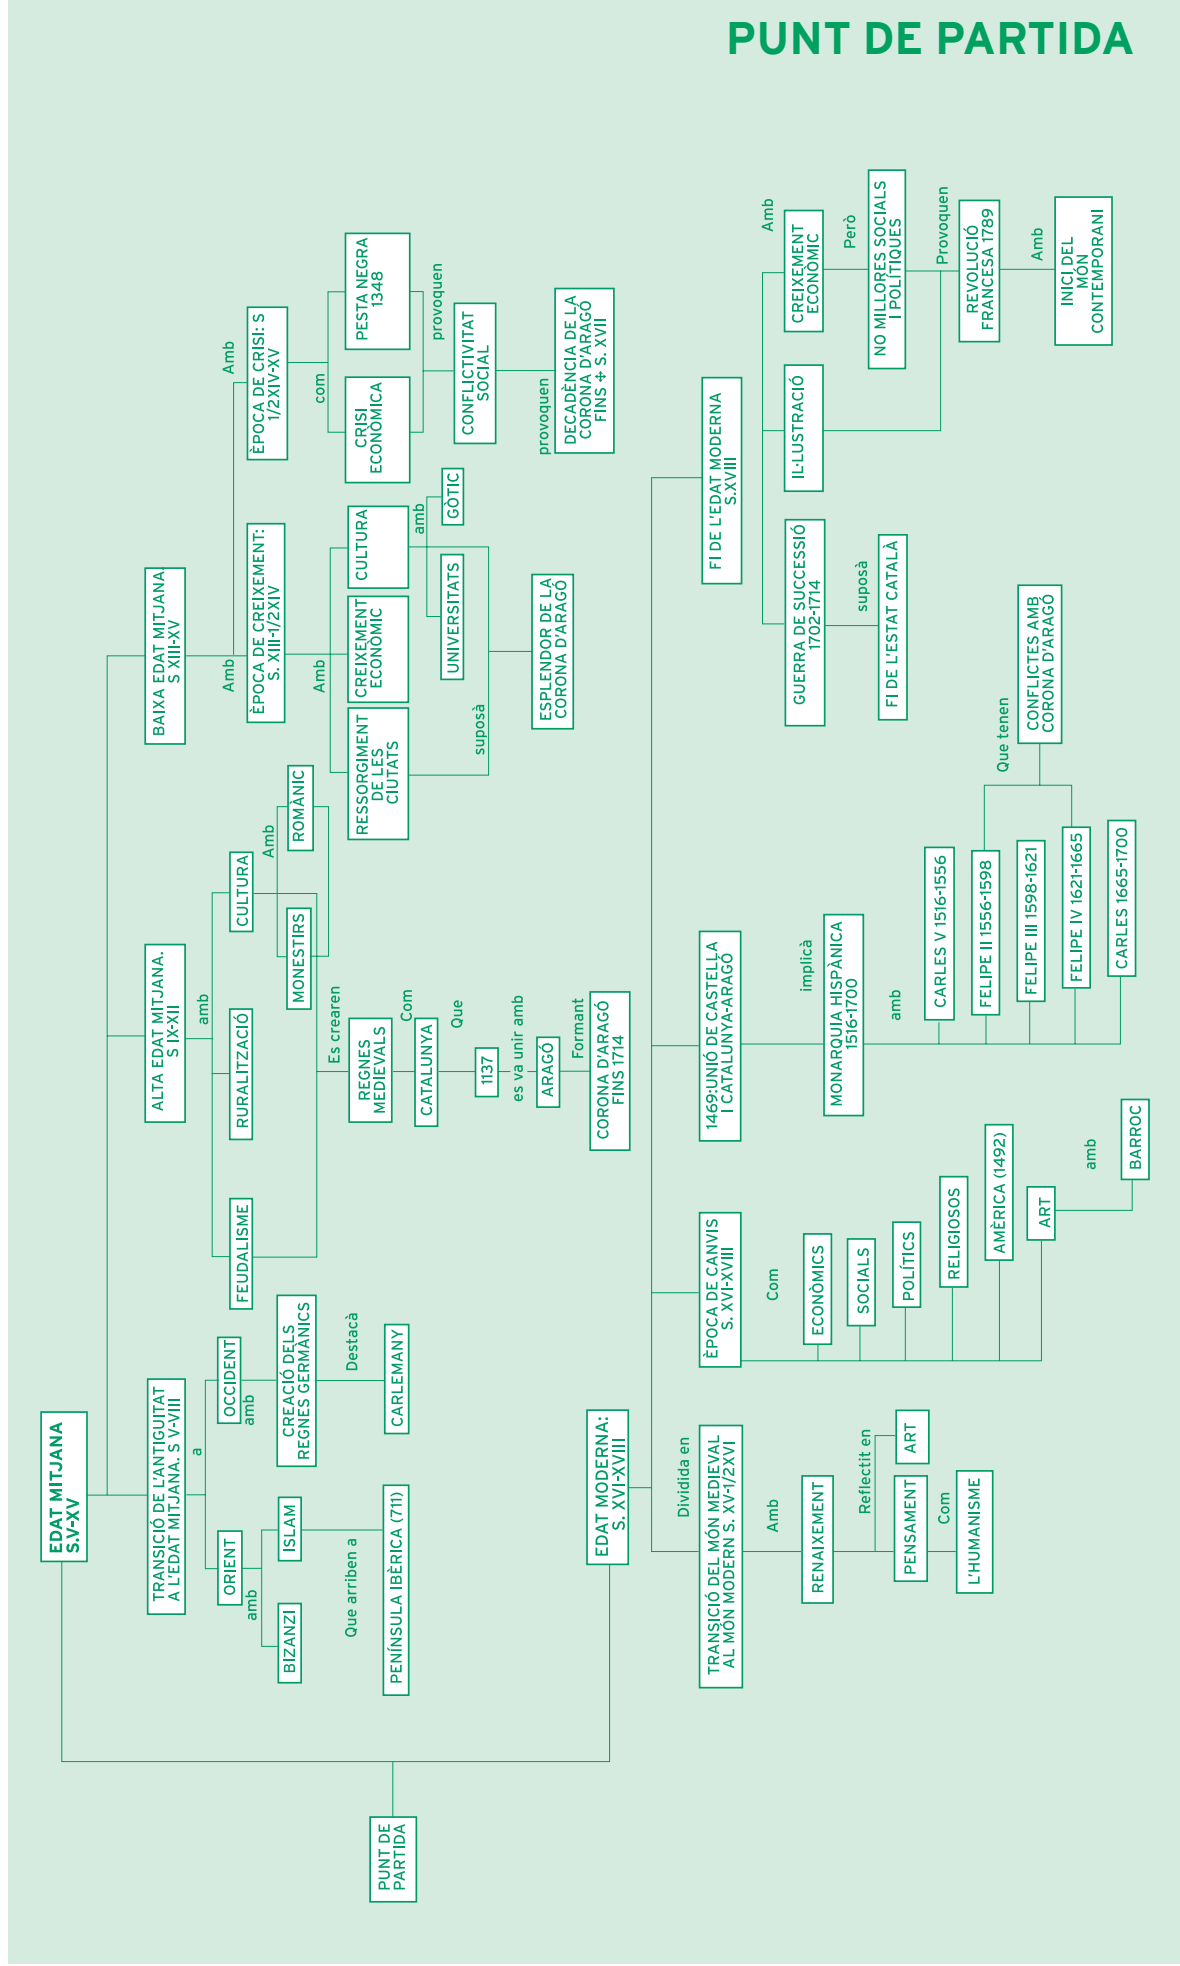 PUNT DE PARTIDA
PUNT DE
PARTIDA
EDAT MITJANA
S.V-XV
TRANSICIÓ DE L'ANTIGUITAT
A L'EDAT MITJANA. S V-VIII
a
ORIENT
amb
BIZANZI
ISLAM
Que arriben a
PENÍNSULA IBÈRICA (711)
OCCIDENT
amb
CREACIÓ DELS
REGNES GERMÀNICS
Destacà
CARLEMANY
ALTA EDAT MITJANA.
S IX-XII
amb
FEUDALISME
RURALITZACIÓ
CULTURA
Amb
MONESTIRS
ROMÀNIC
Es crearen
REGNES
MEDIEVALS
Com
CATALUNYA
Que
1137
es va unir amb
ARAGÓ
Formant
CORONA D'ARAGÓ
FINS 1714
BAIXA EDAT MITJANA.
S XIII-XV
Amb
ÈPOCA DE CREIXEMENT:
S. XIII-1/2XIV
Amb
RESSORGIMENT
DE LES
CIUTATS
CREIXEMENT
ECONÒMIC
CULTURA
amb
UNIVERSITATS
GÒTIC
suposà
ESPLENDOR DE LA
CORONA D'ARAGÓ
Amb
ÈPOCA DE CRISI: S
1/2XIV-XV
com
CRISI
ECONÒMICA
PESTA NEGRA
1348
provoquen
CONFLICTIVITAT
SOCIAL
provoquen
DECADÈNCIA DE LA
CORONA D'ARAGÓ
FINS ✢ S. XVII
EDAT MODERNA:
S. XVI-XVIII
Dividida en
TRANSICIÓ DEL MÓN MEDIEVAL
AL MÓN MODERN S. XV-1/2XVI
Amb
RENAIXEMENT
Reflectit en
PENSAMENT
ART
Com
L'HUMANISME
ÈPOCA DE CANVIS
S. XVI-XVIII
Com
ECONÒMICS
SOCIALS
POLÍTICS
RELIGIOSOS
AMÈRICA (1492)
ART
amb
BARROC
1469:UNIÓ DE CASTELLA
I CATALUNYA-ARAGÓ
implicà
MONARQUIA HISPÀNICA
1516-1700
amb
CARLES V 1516-1556
FELIPE II 1556-1598
FELIPE III 1598-1621
FELIPE IV 1621-1665
CARLES 1665-1700
Que tenen
CONFLICTES AMB
CORONA D'ARAGÓ
FI DE L'EDAT MODERNA
S.XVIII
GUERRA DE SUCCESSIÓ
1702-1714
suposà
FI DE L'ESTAT CATALÀ
IL·LUSTRACIÓ
Amb
CREIXEMENT
ECONÒMIC
Però
NO MILLORES SOCIALS
I POLÍTIQUES
Provoquen
REVOLUCIÓ
FRANCESA 1789
Amb
INICI DEL
MÓN
CONTEMPORANI